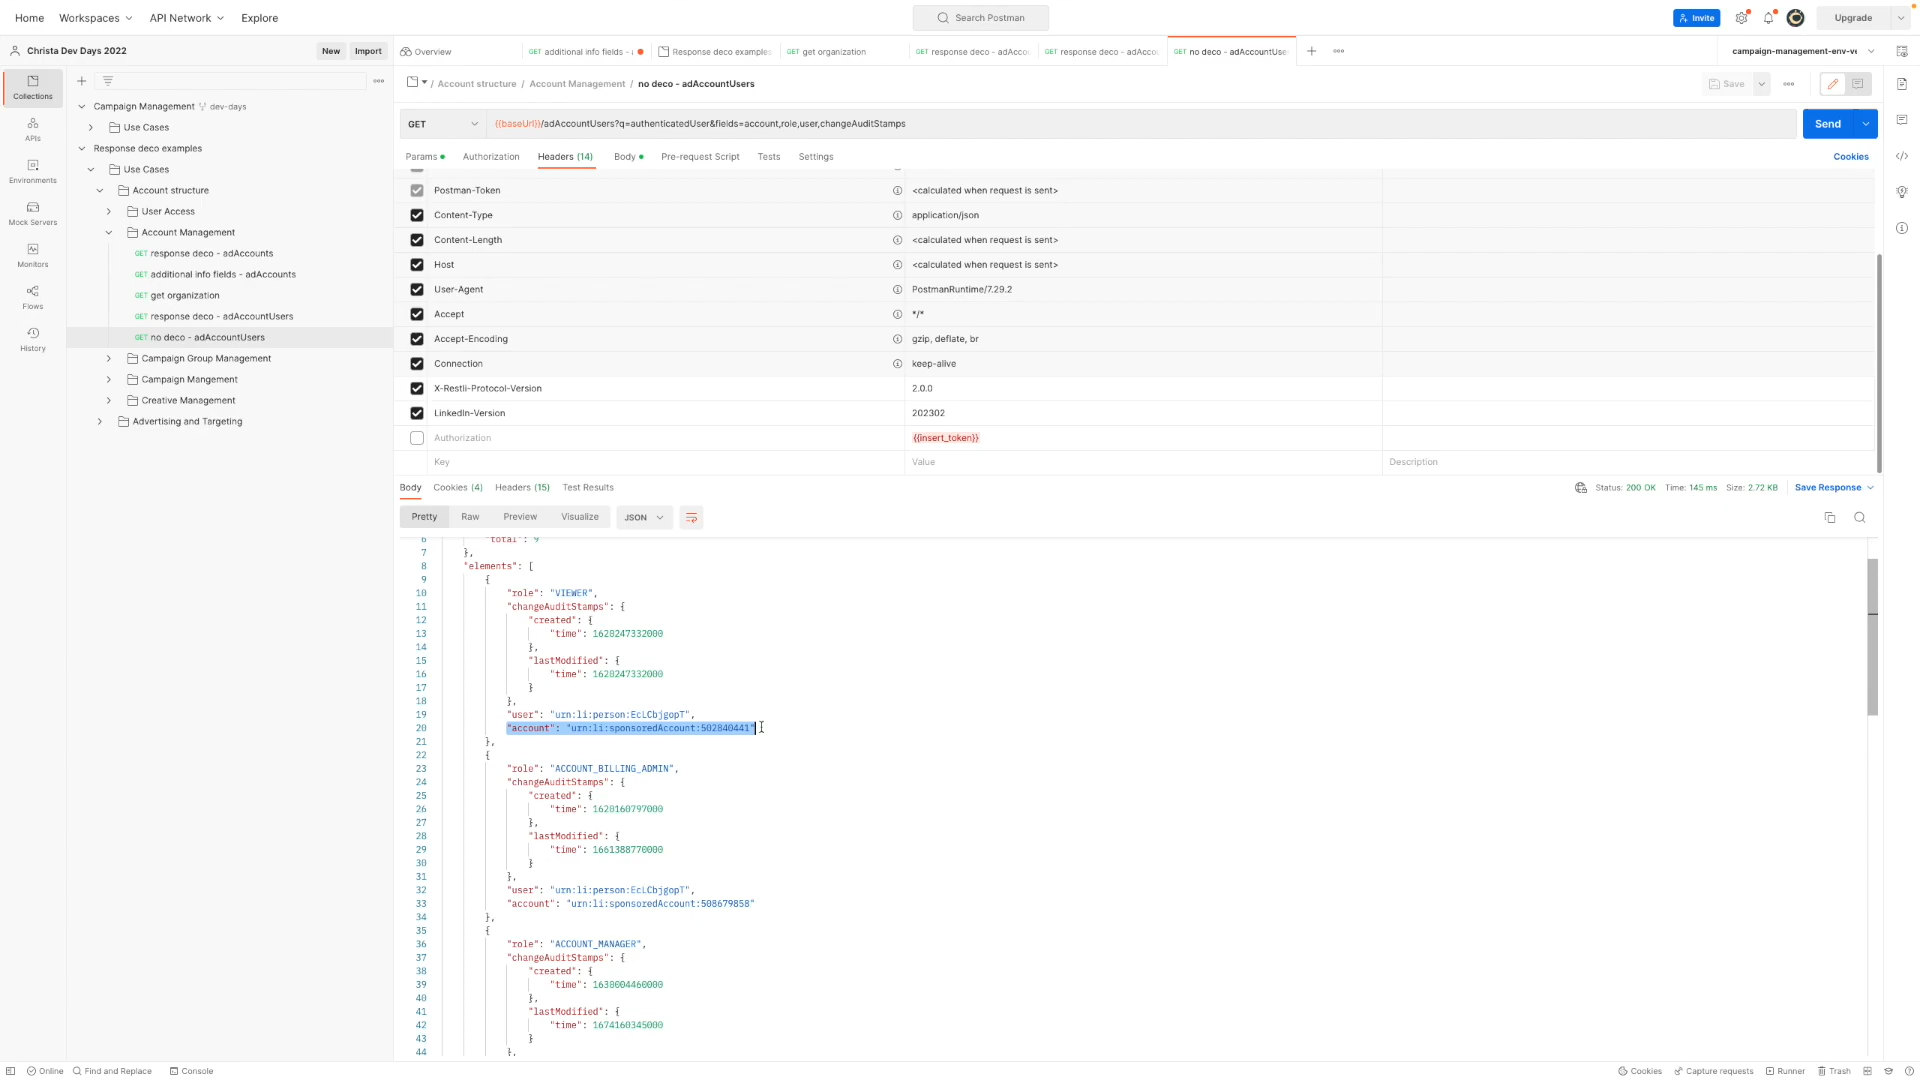 Home Workspaces API Network Explore Search Postman Invite Upgrade
Christa Dev Days 2022 New Import Overview GET additional info fields - Response deco examples GET get organization GET response deco - adAcco GET response deco - adAcco GET no deco - adAccountUse campaign-management-env-ve
Collections
APIs
Environments
Mock Servers
Monitors
Flows
History
Campaign Management dev-days
Use Cases
Response deco examples
Use Cases
Account structure
User Access
Account Management
GET response deco - adAccounts
GET additional info fields - adAccounts
GET get organization
GET response deco - adAccountUsers
GET no deco - adAccountUsers
Campaign Group Management
Campaign Mangement
Creative Management
Advertising and Targeting
/ Account structure / Account Management / no deco - adAccountUsers Save
GET {{baseUrl}}/adAccountUsers?q=authenticatedUser&fields=account,role,user,changeAuditStamps Send
Params Authorization Headers (14) Body Pre-request Script Tests Settings Cookies
Postman-Token <calculated when request is sent>
Content-Type application/json
Content-Length <calculated when request is sent>
Host <calculated when request is sent>
User-Agent PostmanRuntime/7.29.2
Accept */*
Accept-Encoding gzip, deflate, br
Connection keep-alive
X-Restli-Protocol-Version 2.0.0
LinkedIn-Version 202302
Authorization {{insert_token}}
Key Value Description
Body Cookies (4) Headers (15) Test Results Status: 200 OK Time: 145 ms Size: 2.72 KB Save Response
Pretty Raw Preview Visualize JSON
6 "total": 9
7 },
8 "elements": [
9 {
10 "role": "VIEWER",
11 "changeAuditStamps": {
12 "created": {
13 "time": 1620247332000
14 },
15 "lastModified": {
16 "time": 1620247332000
17 }
18 },
19 "user": "urn:li:person:EcLCbjgopT",
20 "account": "urn:li:sponsoredAccount:502840441"
21 },
22 {
23 "role": "ACCOUNT_BILLING_ADMIN",
24 "changeAuditStamps": {
25 "created": {
26 "time": 1620160797000
27 },
28 "lastModified": {
29 "time": 1661388770000
30 }
31 },
32 "user": "urn:li:person:EcLCbjgopT",
33 "account": "urn:li:sponsoredAccount:508679858"
34 },
35 {
36 "role": "ACCOUNT_MANAGER",
37 "changeAuditStamps": {
38 "created": {
39 "time": 1630004460000
40 },
41 "lastModified": {
42 "time": 1674160345000
43 }
44 },
Online Find and Replace Console Cookies Capture requests Runner Trash